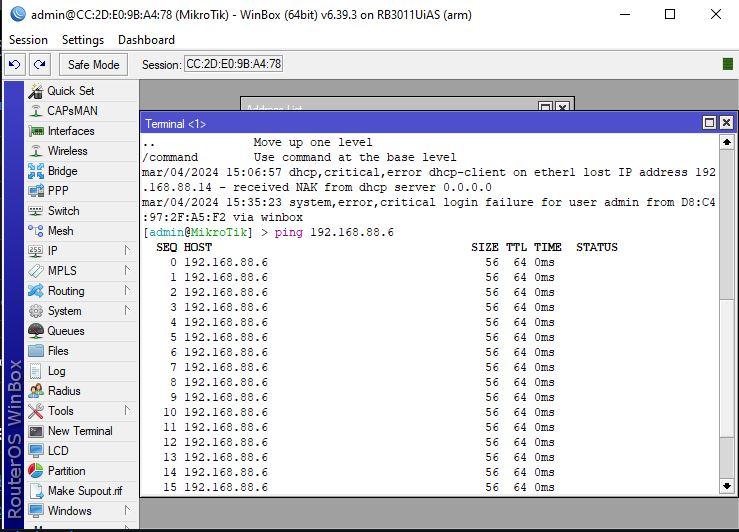 admin@CC:2D:E0:9B:A4:78 (MikroTik) - WinBox (64bit) v6.39.3 on RB3011UiAS (arm)
Session Settings Dashboard
Safe Mode Session: CC:2D:E0:9B:A4:78
Quick Set
CAPsMAN
Interfaces
Wireless
Bridge
PPP
Switch
Mesh
IP
MPLS
Routing
System
Queues
Files
Log
Radius
Tools
New Terminal
LCD
Partition
Make Supout.rif
Windows
RouterOS WinBox
Address List
Terminal <1>
.. Move up one level
/command Use command at the base level
mar/04/2024 15:06:57 dhcp,critical,error dhcp-client on ether1 lost IP address 192
.168.88.14 - received NAK from dhcp server 0.0.0.0
mar/04/2024 15:35:23 system,error,critical login failure for user admin from D8:C4
:97:2F:A5:F2 via winbox
[admin@MikroTik] > ping 192.168.88.6
SEQ HOST SIZE TTL TIME STATUS
0 192.168.88.6 56 64 0ms
1 192.168.88.6 56 64 0ms
2 192.168.88.6 56 64 0ms
3 192.168.88.6 56 64 0ms
4 192.168.88.6 56 64 0ms
5 192.168.88.6 56 64 0ms
6 192.168.88.6 56 64 0ms
7 192.168.88.6 56 64 0ms
8 192.168.88.6 56 64 0ms
9 192.168.88.6 56 64 0ms
10 192.168.88.6 56 64 0ms
11 192.168.88.6 56 64 0ms
12 192.168.88.6 56 64 0ms
13 192.168.88.6 56 64 0ms
14 192.168.88.6 56 64 0ms
15 192.168.88.6 56 64 0ms